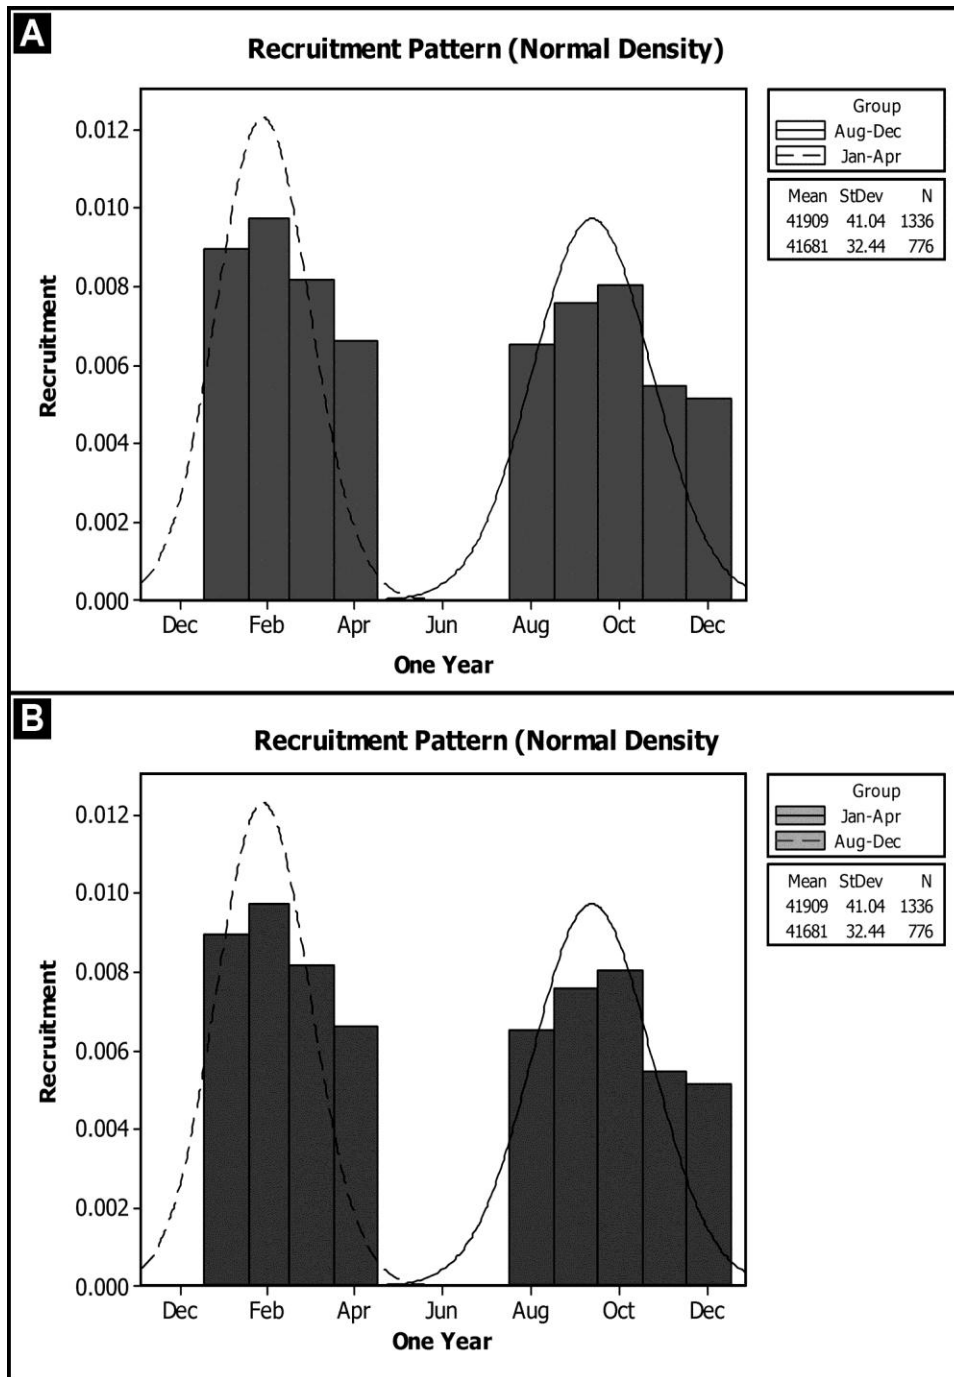 A
Recruitment Pattern (Normal Density)
Group
Aug-Dec
Jan-Apr
Mean StDev N
41909 41.04 1336
41681 32.44 776
Recruitment
0.012
0.010
0.008
0.006
0.004
0.002
0.000
Dec Feb Apr Jun Aug Oct Dec
One Year
B
Recruitment Pattern (Normal Density
Group
Jan-Apr
Aug-Dec
Mean StDev N
41909 41.04 1336
41681 32.44 776
Recruitment
0.012
0.010
0.008
0.006
0.004
0.002
0.000
Dec Feb Apr Jun Aug Oct Dec
One Year